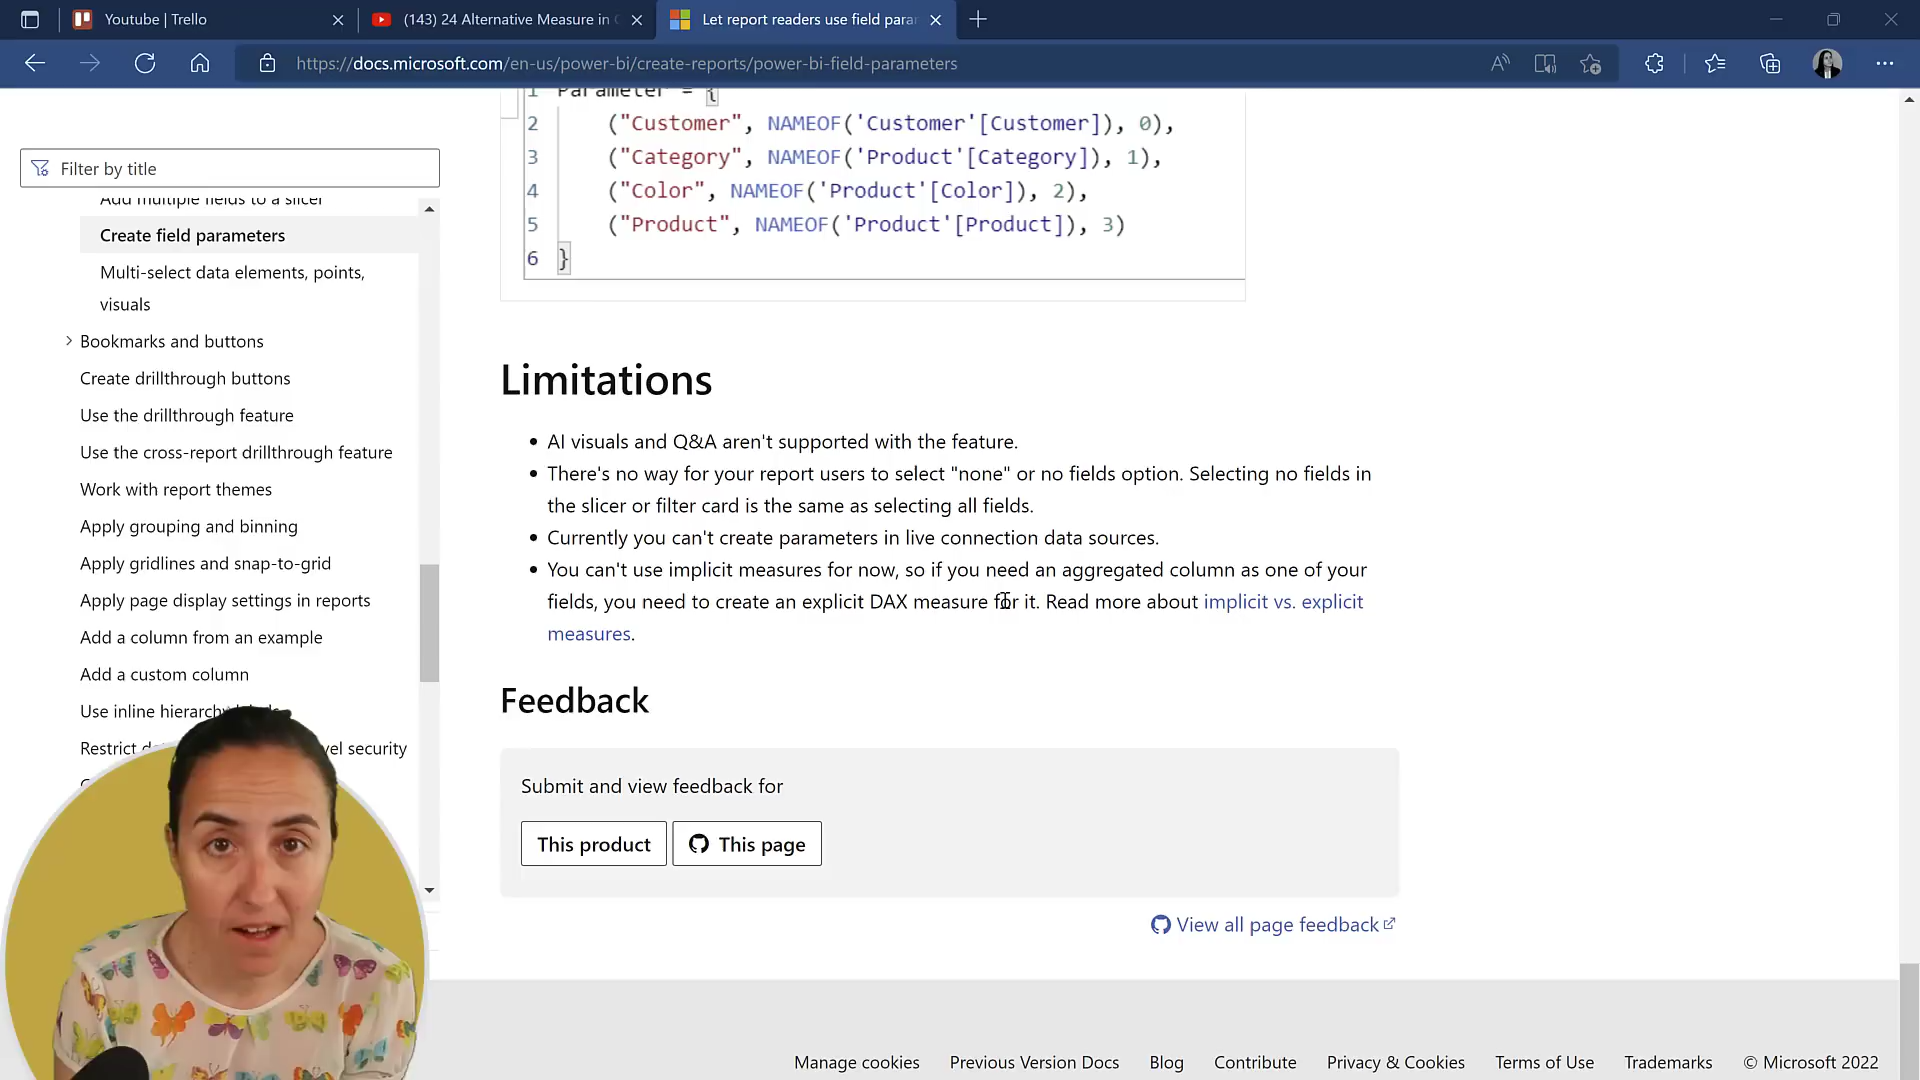 Youtube | Trello
(143) 24 Alternative Measure in
Let report readers use field para
https://docs.microsoft.com/en-us/power-bi/create-reports/power-bi-field-parameters
Filter by title
Add multiple fields to a slicer
Create field parameters
Multi-select data elements, points,
visuals
Bookmarks and buttons
Create drillthrough buttons
Use the drillthrough feature
Use the cross-report drillthrough feature
Work with report themes
Apply grouping and binning
Apply gridlines and snap-to-grid
Apply page display settings in reports
Add a column from an example
Add a custom column
Use inline hierarchy
Restrict vel security
1 Parameter = {
2 ("Customer", NAMEOF('Customer'[Customer]), 0),
3 ("Category", NAMEOF('Product'[Category]), 1),
4 ("Color", NAMEOF('Product'[Color]), 2),
5 ("Product", NAMEOF('Product'[Product]), 3)
6 }
Limitations
• AI visuals and Q&A aren't supported with the feature.
• There's no way for your report users to select "none" or no fields option. Selecting no fields in
the slicer or filter card is the same as selecting all fields.
• Currently you can't create parameters in live connection data sources.
• You can't use implicit measures for now, so if you need an aggregated column as one of your
fields, you need to create an explicit DAX measure for it. Read more about implicit vs. explicit
measures.
Feedback
Submit and view feedback for
This product
This page
View all page feedback
Manage cookies
Previous Version Docs
Blog
Contribute
Privacy & Cookies
Terms of Use
Trademarks
© Microsoft 2022